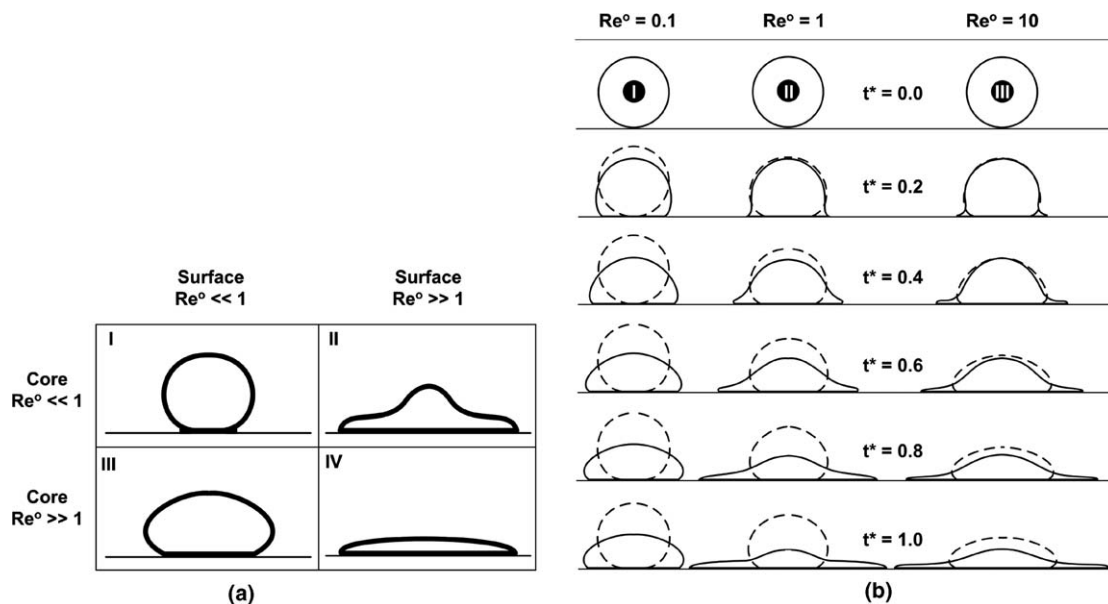 Surface
Re° << 1
Surface
Re° >> 1
Core
Re° << 1
Core
Re° >> 1
I
II
III
IV
(a)
Re° = 0.1
Re° = 1
Re° = 10
I
II
III
t* = 0.0
t* = 0.2
t* = 0.4
t* = 0.6
t* = 0.8
t* = 1.0
(b)